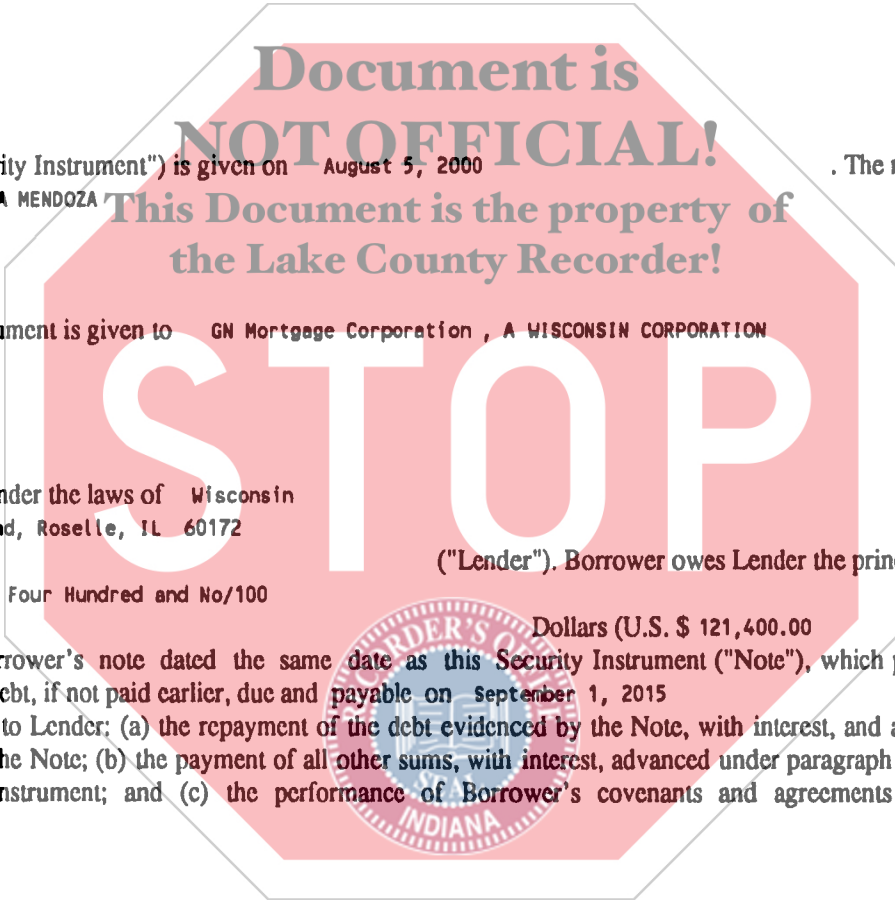 Document is
NOT OFFICIAL!
ity Instrument") is given on August 5, 2000 . The
A MENDOZA
This Document is the property of
the Lake County Recorder!
ument is given to GN Mortgage Corporation , A WISCONSIN CORPORATION
STOP
nder the laws of Wisconsin
d, Roselle, IL 60172
("Lender"). Borrower owes Lender the princ
Four Hundred and No/100
Dollars (U.S. $ 121,400.00
rrower's note dated the same date as this Security Instrument ("Note"), which
ebt, if not paid earlier, due and payable on September 1, 2015
to Lender: (a) the repayment of the debt evidenced by the Note, with interest, and a
he Note; (b) the payment of all other sums, with interest, advanced under paragraph
nstrument; and (c) the performance of Borrower's covenants and agreements
RECORDER'S OFFICE
SEAL
INDIANA